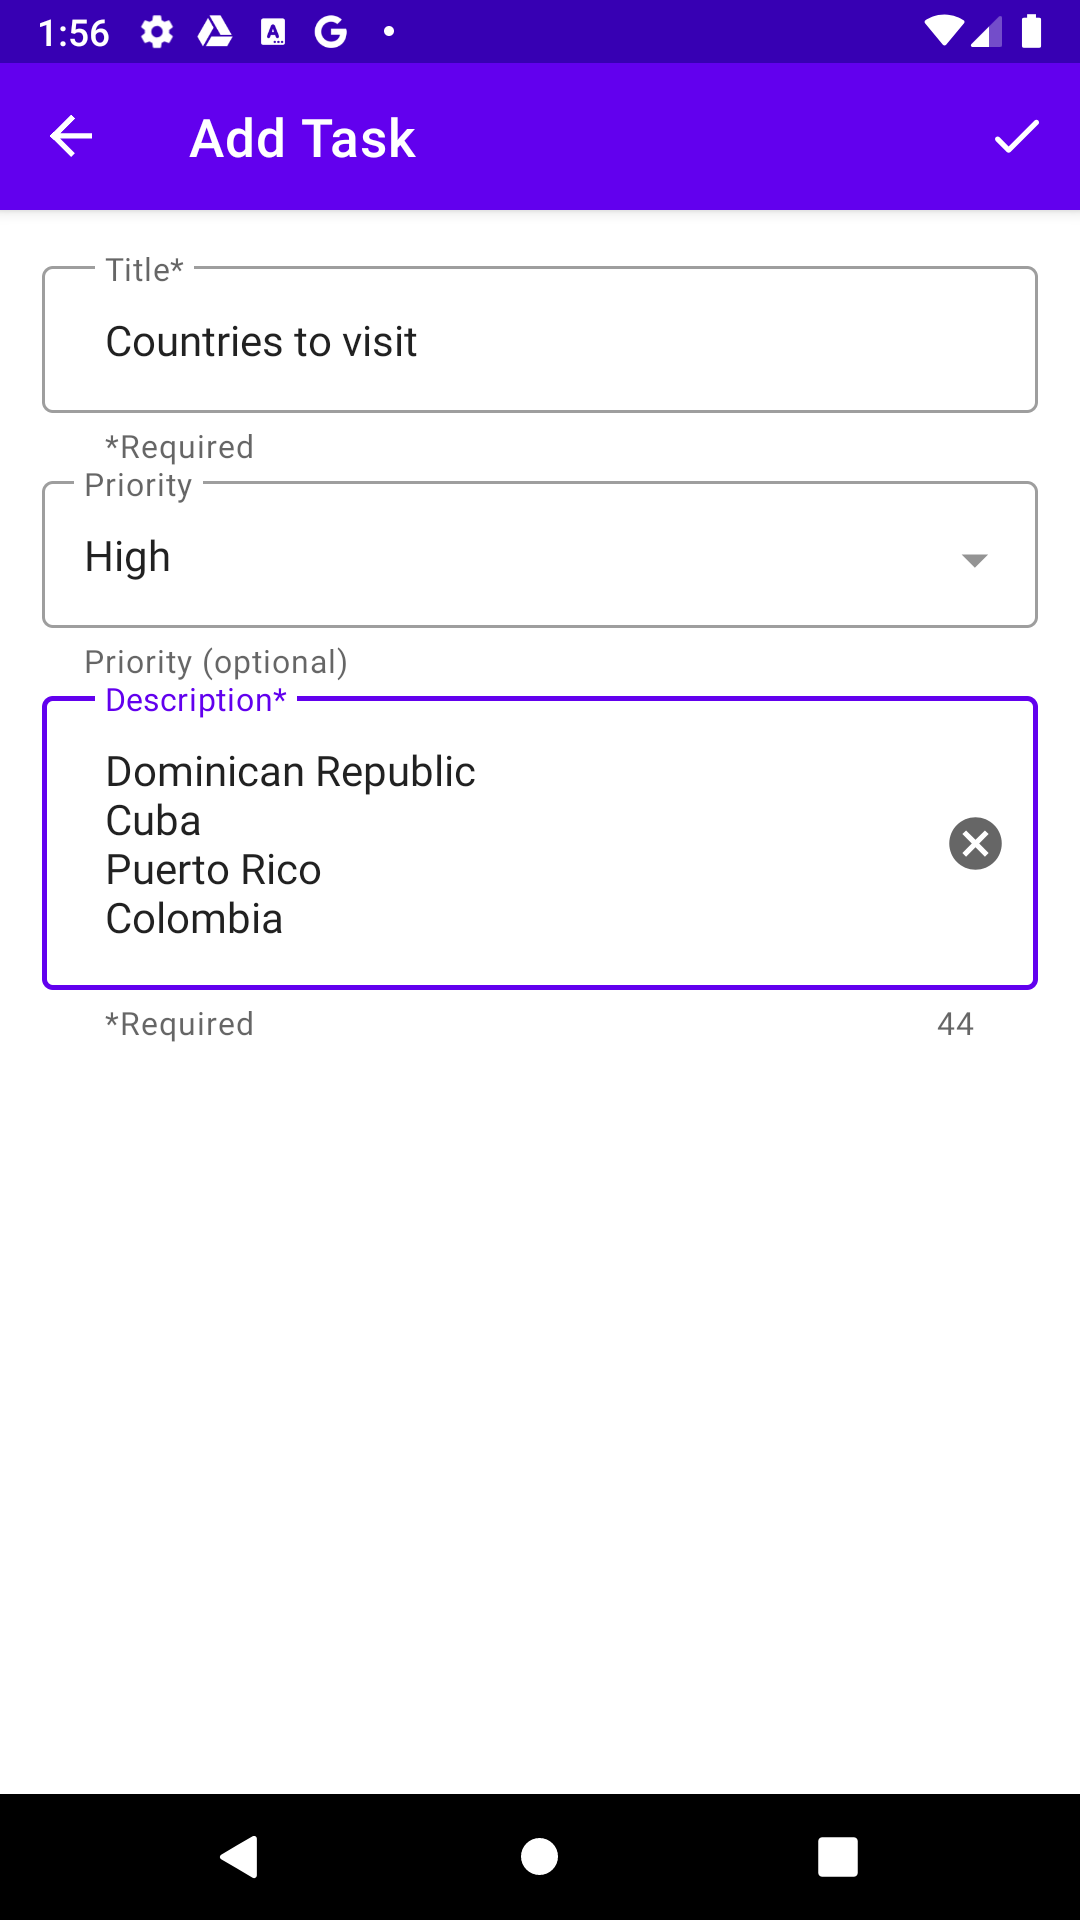 1:56
Add Task
Title*
Countries to visit
*Required
Priority
High
Priority (optional)
Description*
Dominican Republic
Cuba
Puerto Rico
Colombia
*Required 44